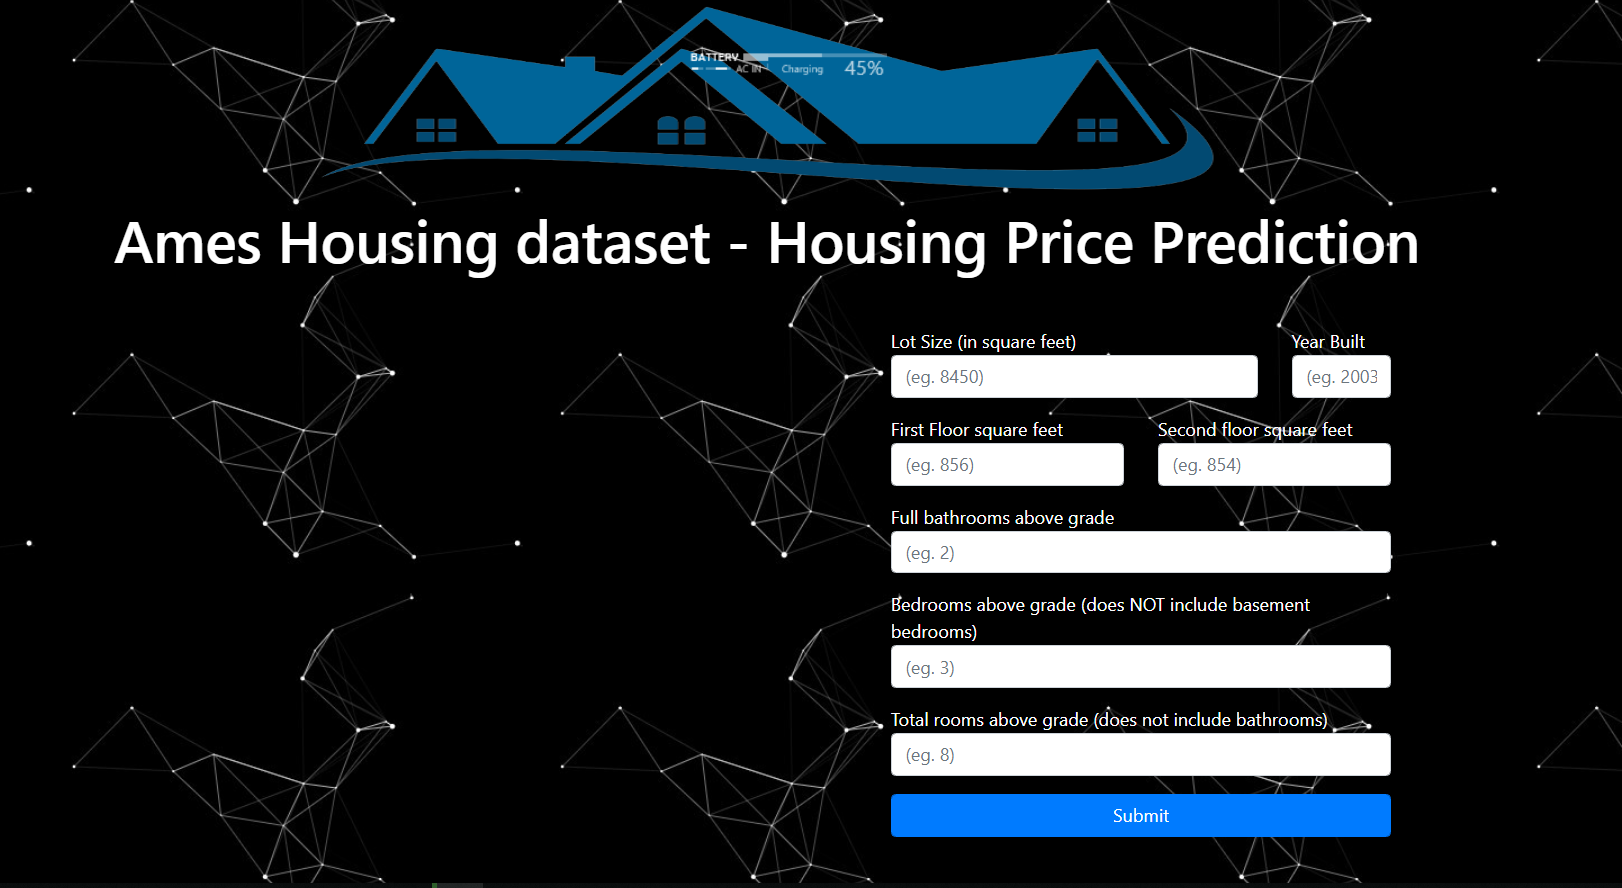 BATTERY
AC IN Charging 45%
Ames Housing dataset - Housing Price Prediction
Lot Size (in square feet) Year Built
(eg. 8450) (eg. 2003
First Floor square feet Second floor square feet
(eg. 856) (eg. 854)
Full bathrooms above grade
(eg. 2)
Bedrooms above grade (does NOT include basement
bedrooms)
(eg. 3)
Total rooms above grade (does not include bathrooms)
(eg. 8)
Submit